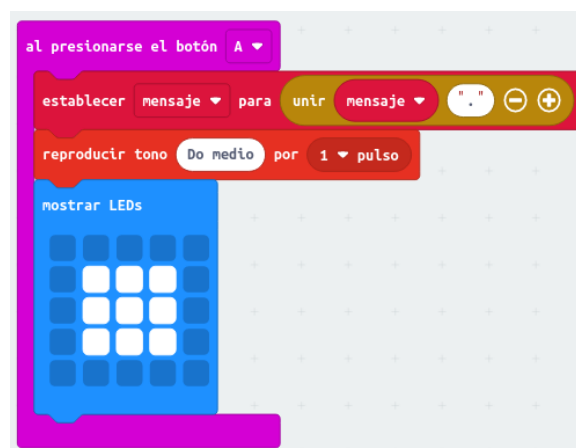 al presionarse el botón A
establecer mensaje para unir mensaje "." - +
reproducir tono Do medio por 1 pulso
mostrar LEDs